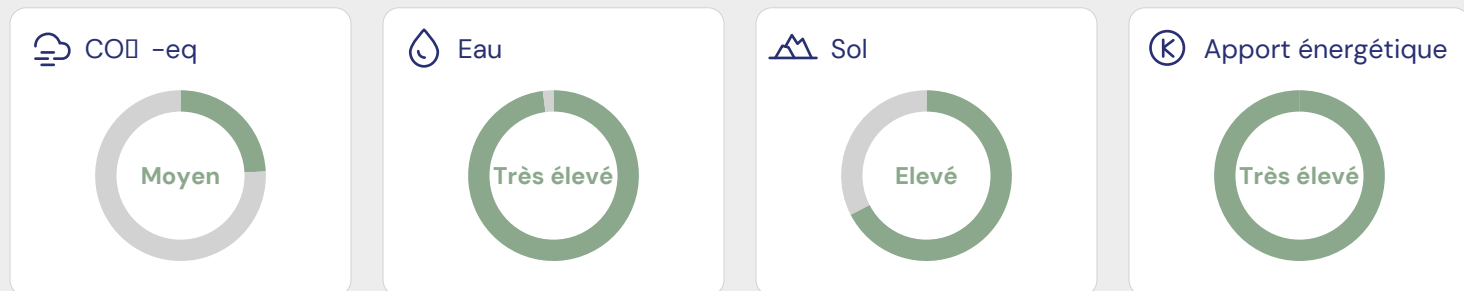 CO▯ -eq
Eau
Sol
Apport énergétique
Moyen
Très élevé
Elevé
Très élevé